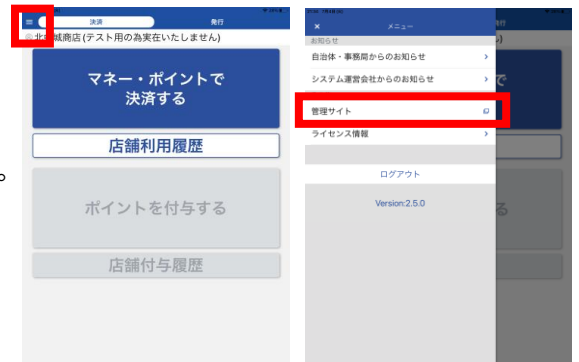 決済
発行
城商店(テスト用の為実在いたしません)
マネー・ポイントで
決済する
店舗利用履歴
ポイントを付与する
店舗付与履歴
。
× メニュー
お知らせ
自治体・事務局からのお知らせ
システム運営会社からのお知らせ
管理サイト
ライセンス情報
ログアウト
Version:2.5.0
発行